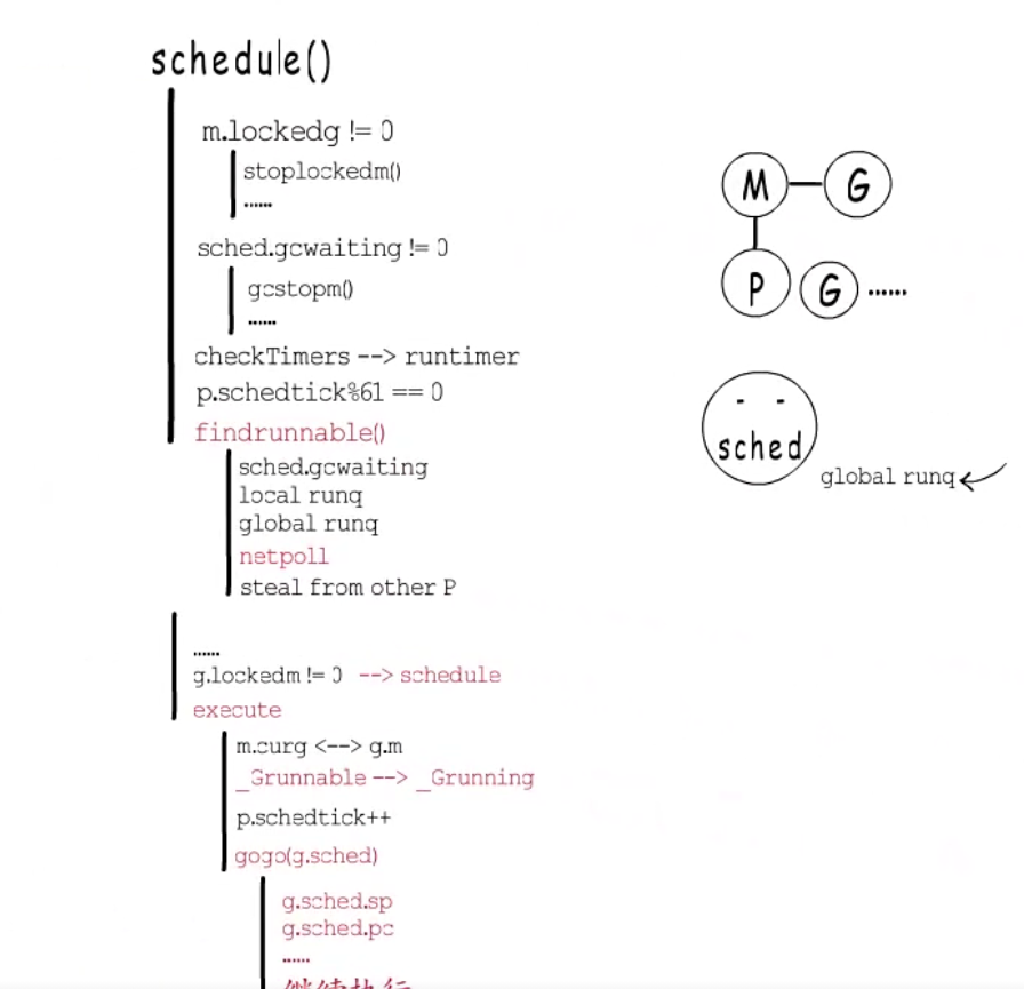 schedule()
m.lockedg != 0
stoplockedm()
......
sched.gcwaiting != 0
gcstopm()
......
checkTimers --> runtimer
p.schedtick%61 == 0
findrunnable()
sched.gcwaiting
local runq
global runq
netpoll
steal from other P
......
g.lockedm != 0 --> schedule
execute
m.curg <--> g.m
_Grunnable --> _Grunning
p.schedtick++
gogo(g.sched)
g.sched.sp
g.sched.pc
......
M G
P G ......
sched
global runq